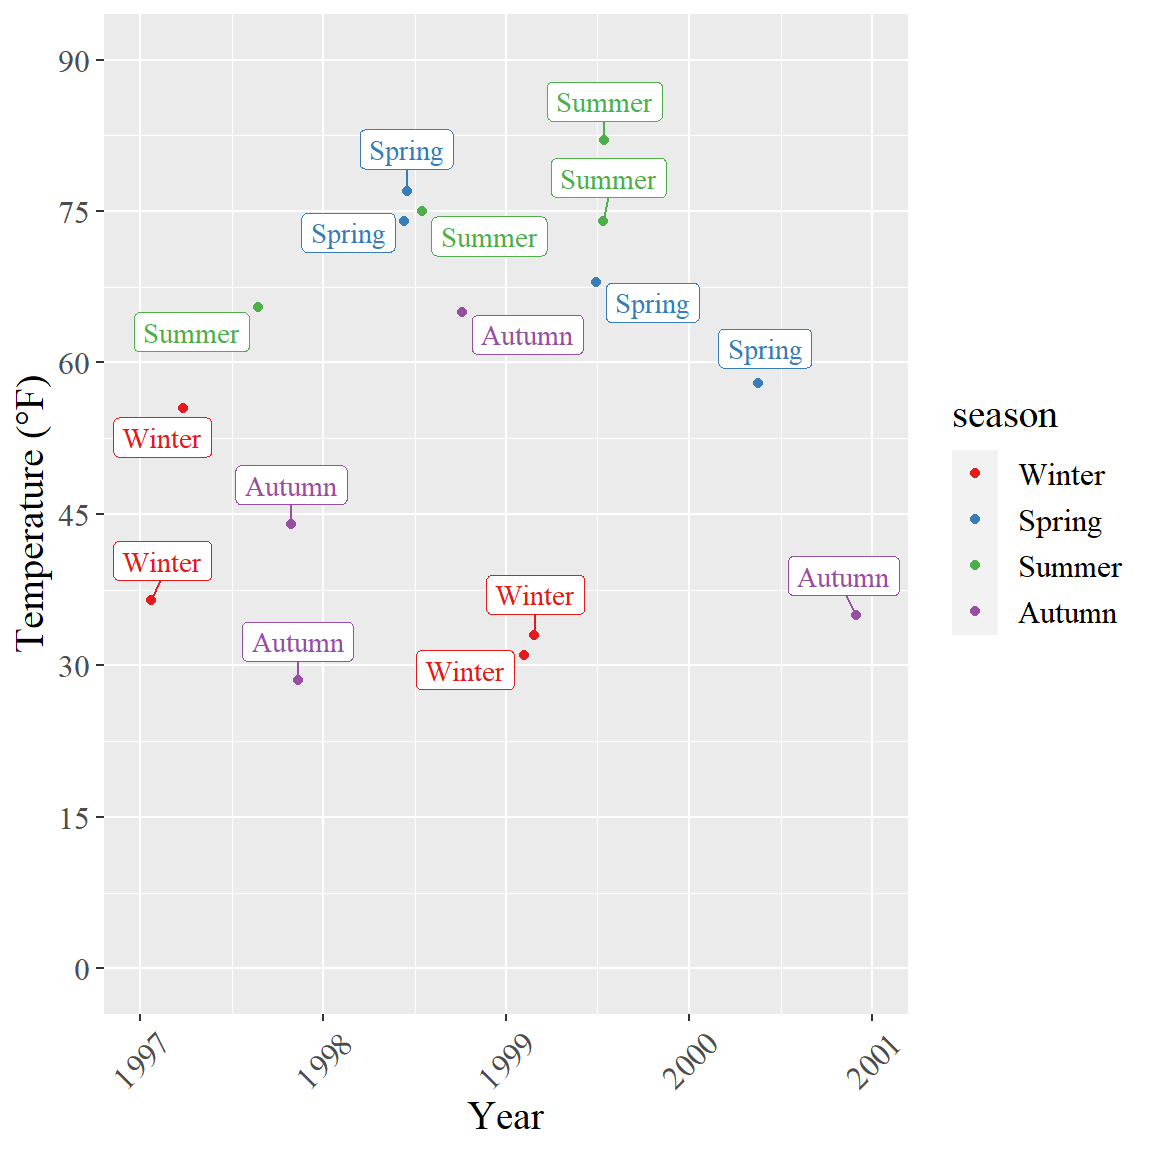 90
Summer
Spring
Summer
75
Spring
Summer
Spring
Autumn
Summer
Spring
60
Winter
Autumn
45
Winter
Winter
Autumn
Autumn
30
Winter
15
0
Temperature (°F)
1997
1998
1999
2000
2001
Year
season
Winter
Spring
Summer
Autumn